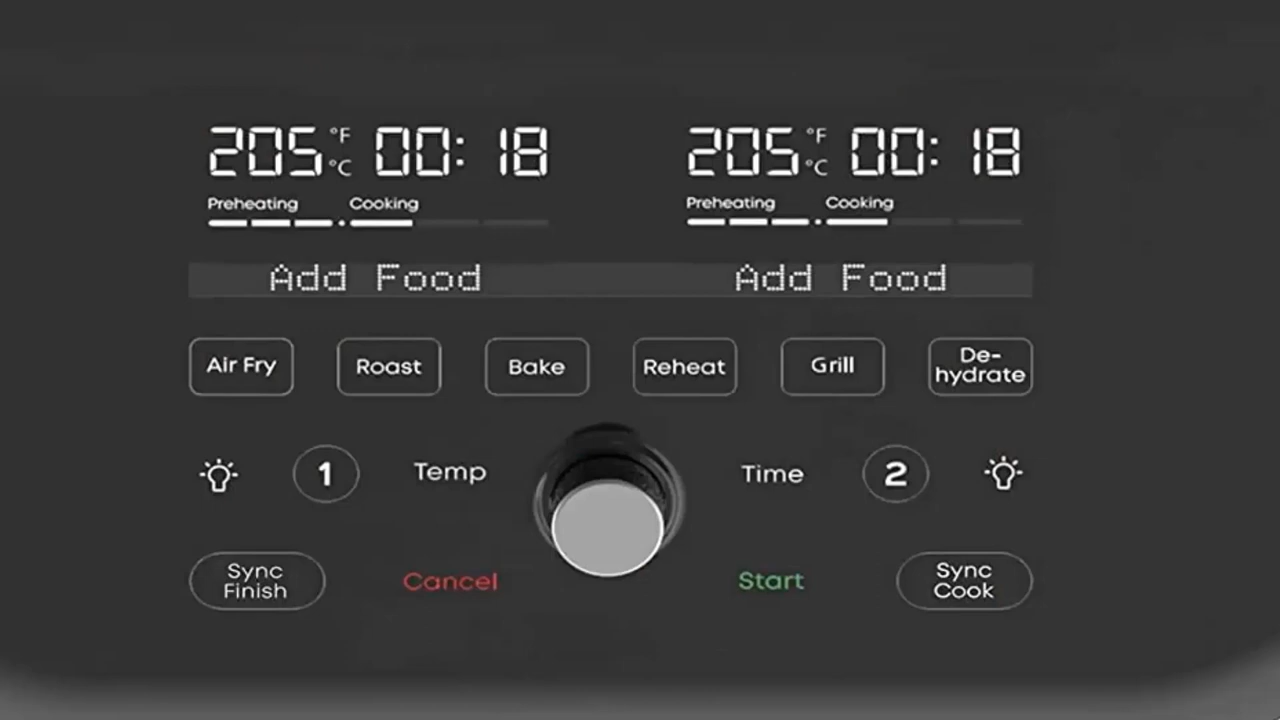 205 °F °C 00:18 205 °F °C 00:18
Preheating Cooking Preheating Cooking
Add Food Add Food
Air Fry Roast Bake Reheat Grill De-
hydrate
1 Temp Time 2
Sync
Finish Cancel Start Sync
Cook